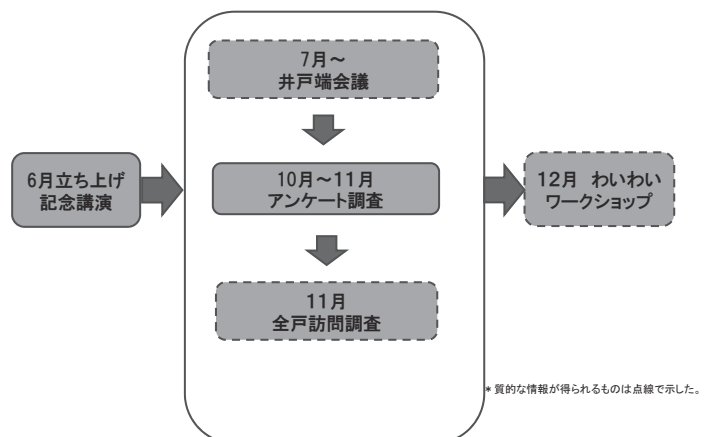 7月～
井戸端会議
6月立ち上げ
記念講演
10月～11月
アンケート調査
12月 わいわい
ワークショップ
11月
全戸訪問調査
* 質的な情報が得られるものは点線で示した。